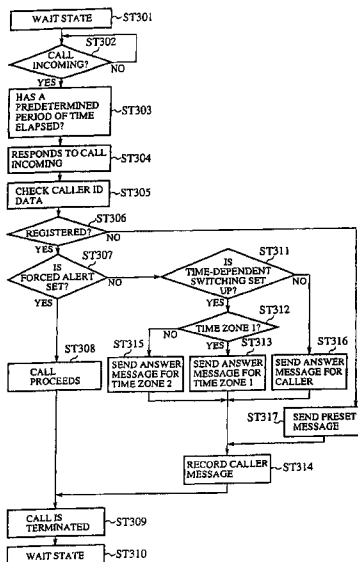 WAIT STATE
ST301
ST302
CALL
INCOMING?
NO
YES
HAS A
PREDETERMINED
PERIOD OF TIME
ELAPSED?
ST303
RESPONDS TO CALL
INCOMING
ST304
CHECK CALLER ID
DATA
ST305
ST306
REGISTERED?
NO
YES
ST307
IS
FORCED ALERT
SET?
NO
YES
ST311
IS
TIME-DEPENDENT
SWITCHING SET
UP?
NO
YES
ST312
TIME ZONE 1?
NO
YES
ST308
CALL
PROCEEDS
ST315
SEND ANSWER
MESSAGE FOR
TIME ZONE 2
ST313
SEND ANSWER
MESSAGE FOR
TIME ZONE 1
ST316
SEND ANSWER
MESSAGE FOR
CALLER
ST317
SEND PRESET
MESSAGE
RECORD CALLER
MESSAGE
ST314
CALL IS
TERMINATED
ST309
WAIT STATE
ST310